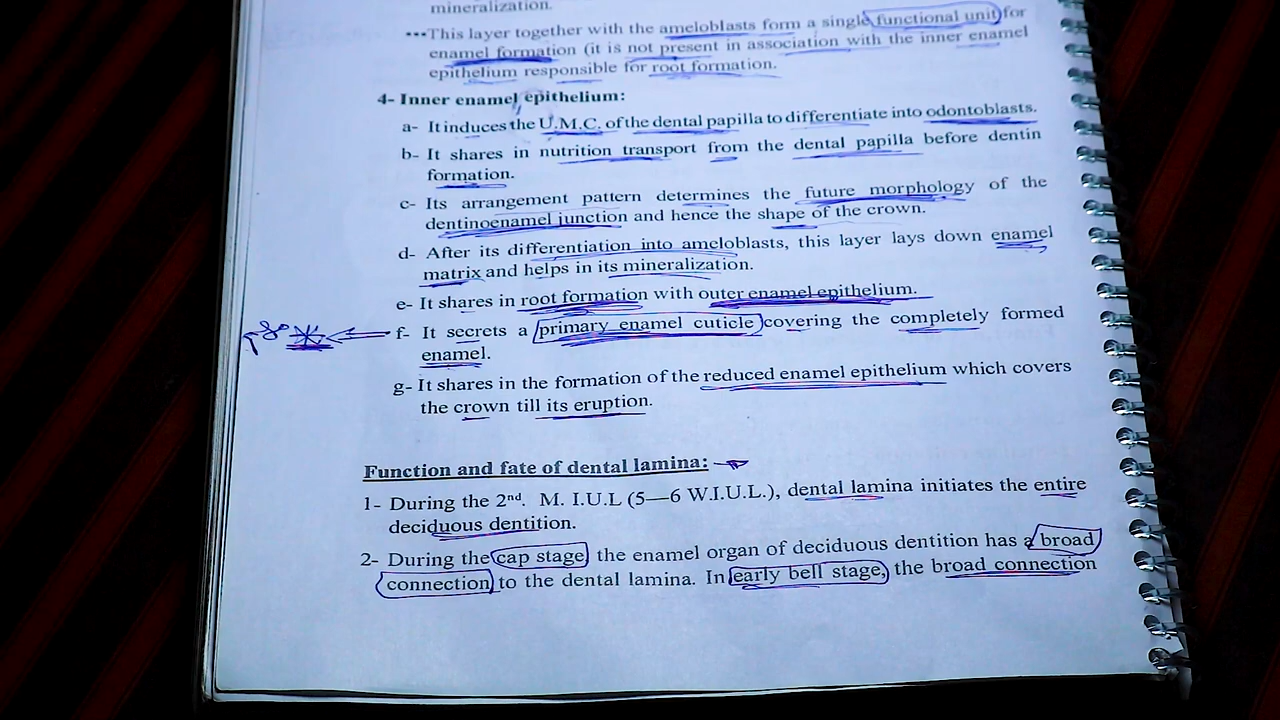 mineralization.
•••This layer together with the ameloblasts form a single functional unit for
enamel formation (it is not present in association with the inner enamel
epithelium responsible for root formation.
4- Inner enamel epithelium:
a- It induces the U.M.C. of the dental papilla to differentiate into odontoblasts.
b- It shares in nutrition transport from the dental papilla before dentin
formation.
c- Its arrangement pattern determines the future morphology of the
dentinoenamel junction and hence the shape of the crown.
d- After its differentiation into ameloblasts, this layer lays down enamel
matrix and helps in its mineralization.
e- It shares in root formation with outer enamel epithelium.
f- It secrets a primary enamel cuticle covering the completely formed
enamel.
g- It shares in the formation of the reduced enamel epithelium which covers
the crown till its eruption.
Function and fate of dental lamina:
1- During the 2nd. M. I.U.L (5—6 W.I.U.L.), dental lamina initiates the entire
deciduous dentition.
2- During the cap stage, the enamel organ of deciduous dentition has a broad
connection to the dental lamina. In early bell stage, the broad connection